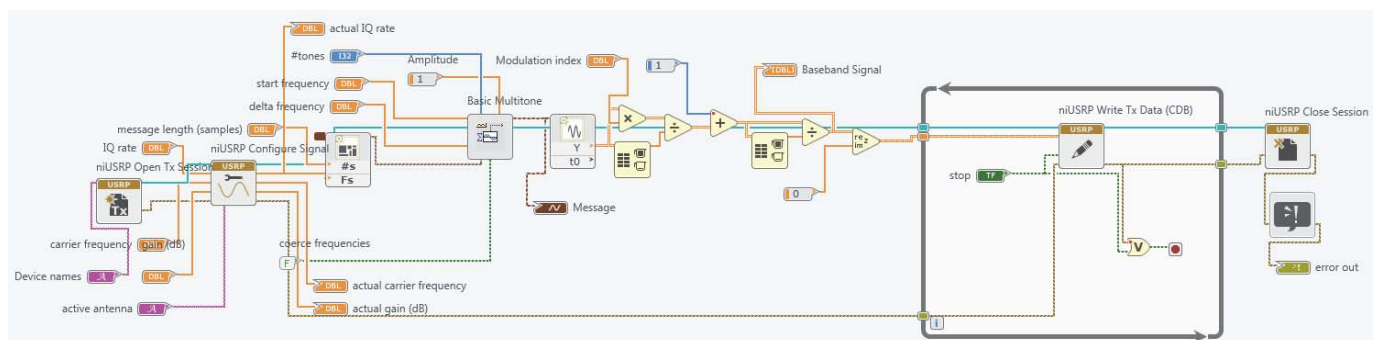 DBL actual IQ rate
#tones I32
Amplitude
1
Modulation index DBL
1
[DBL] Baseband Signal
start frequency DBL
delta frequency DBL
Basic Multitone
niUSRP Write Tx Data (CDB)
niUSRP Close Session
message length (samples) DBL
IQ rate DBL
niUSRP Configure Signal
niUSRP Open Tx Session
USRP
USRP
USRP
USRP
#s
Fs
Y
t0
re
im
0
stop TF
Tx
Message
carrier frequency
gain (dB)
DBL
coerce frequencies
F
Device names
DBL
actual carrier frequency
DBL
active antenna
actual gain (dB)
DBL
error out
i